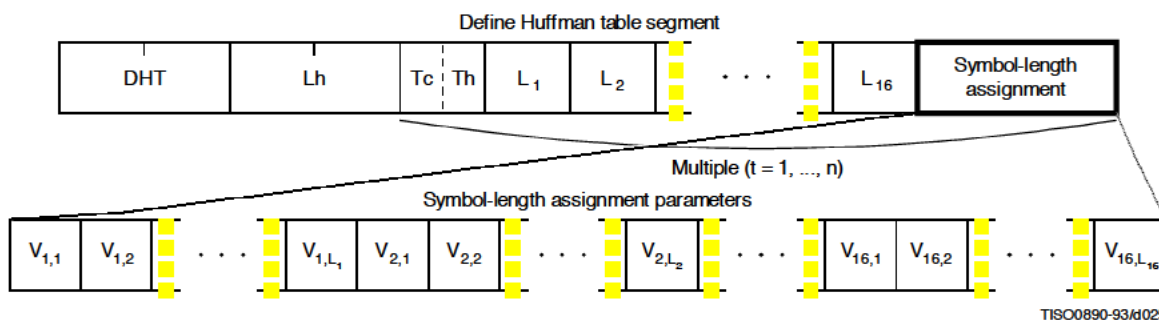 Define Huffman table segment
DHT Lh Tc Th L1 L2 . . . L16 Symbol-length assignment
Multiple (t = 1, ..., n)
Symbol-length assignment parameters
V1,1 V1,2 . . . V1,L1 V2,1 V2,2 . . . V2,L2 . . . V16,1 V16,2 . . . V16,L16
TISO0890-93/d02